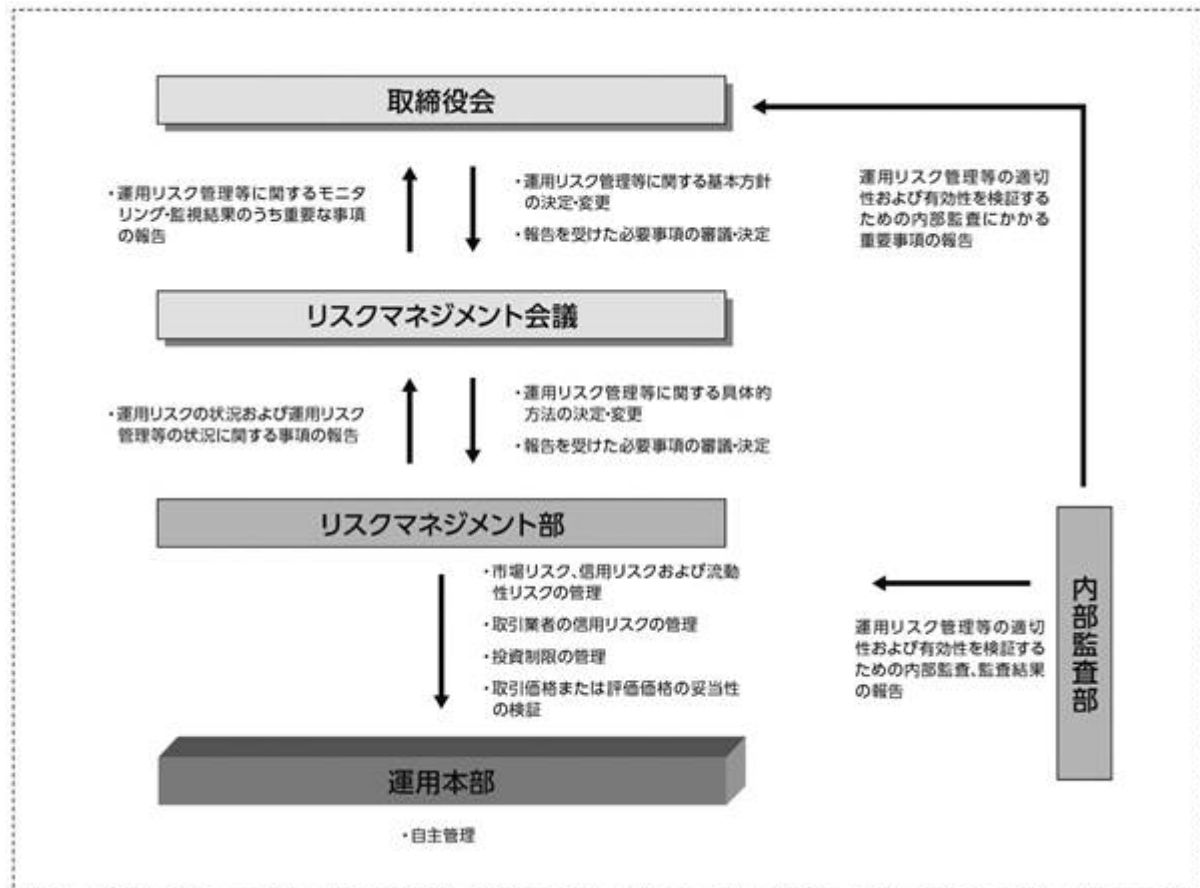 取締役会
・運用リスク管理等に関するモニタ
リング・監視結果のうち重要な事項
の報告
・運用リスク管理等に関する基本方針
の決定・変更
・報告を受けた必要事項の審議・決定
運用リスク管理等の適切
性および有効性を検証する
ための内部監査にかかる
重要事項の報告
リスクマネジメント会議
・運用リスクの状況および運用リスク
管理等の状況に関する事項の報告
・運用リスク管理等に関する具体的
方法の決定・変更
・報告を受けた必要事項の審議・決定
リスクマネジメント部
・市場リスク、信用リスクおよび流動
性リスクの管理
・取引業者の信用リスクの管理
・投資制限の管理
・取引価格または評価価格の妥当性
の検証
運用リスク管理等の適切
性および有効性を検証する
ための内部監査、監査結果
の報告
内部監査部
運用本部
・自主管理